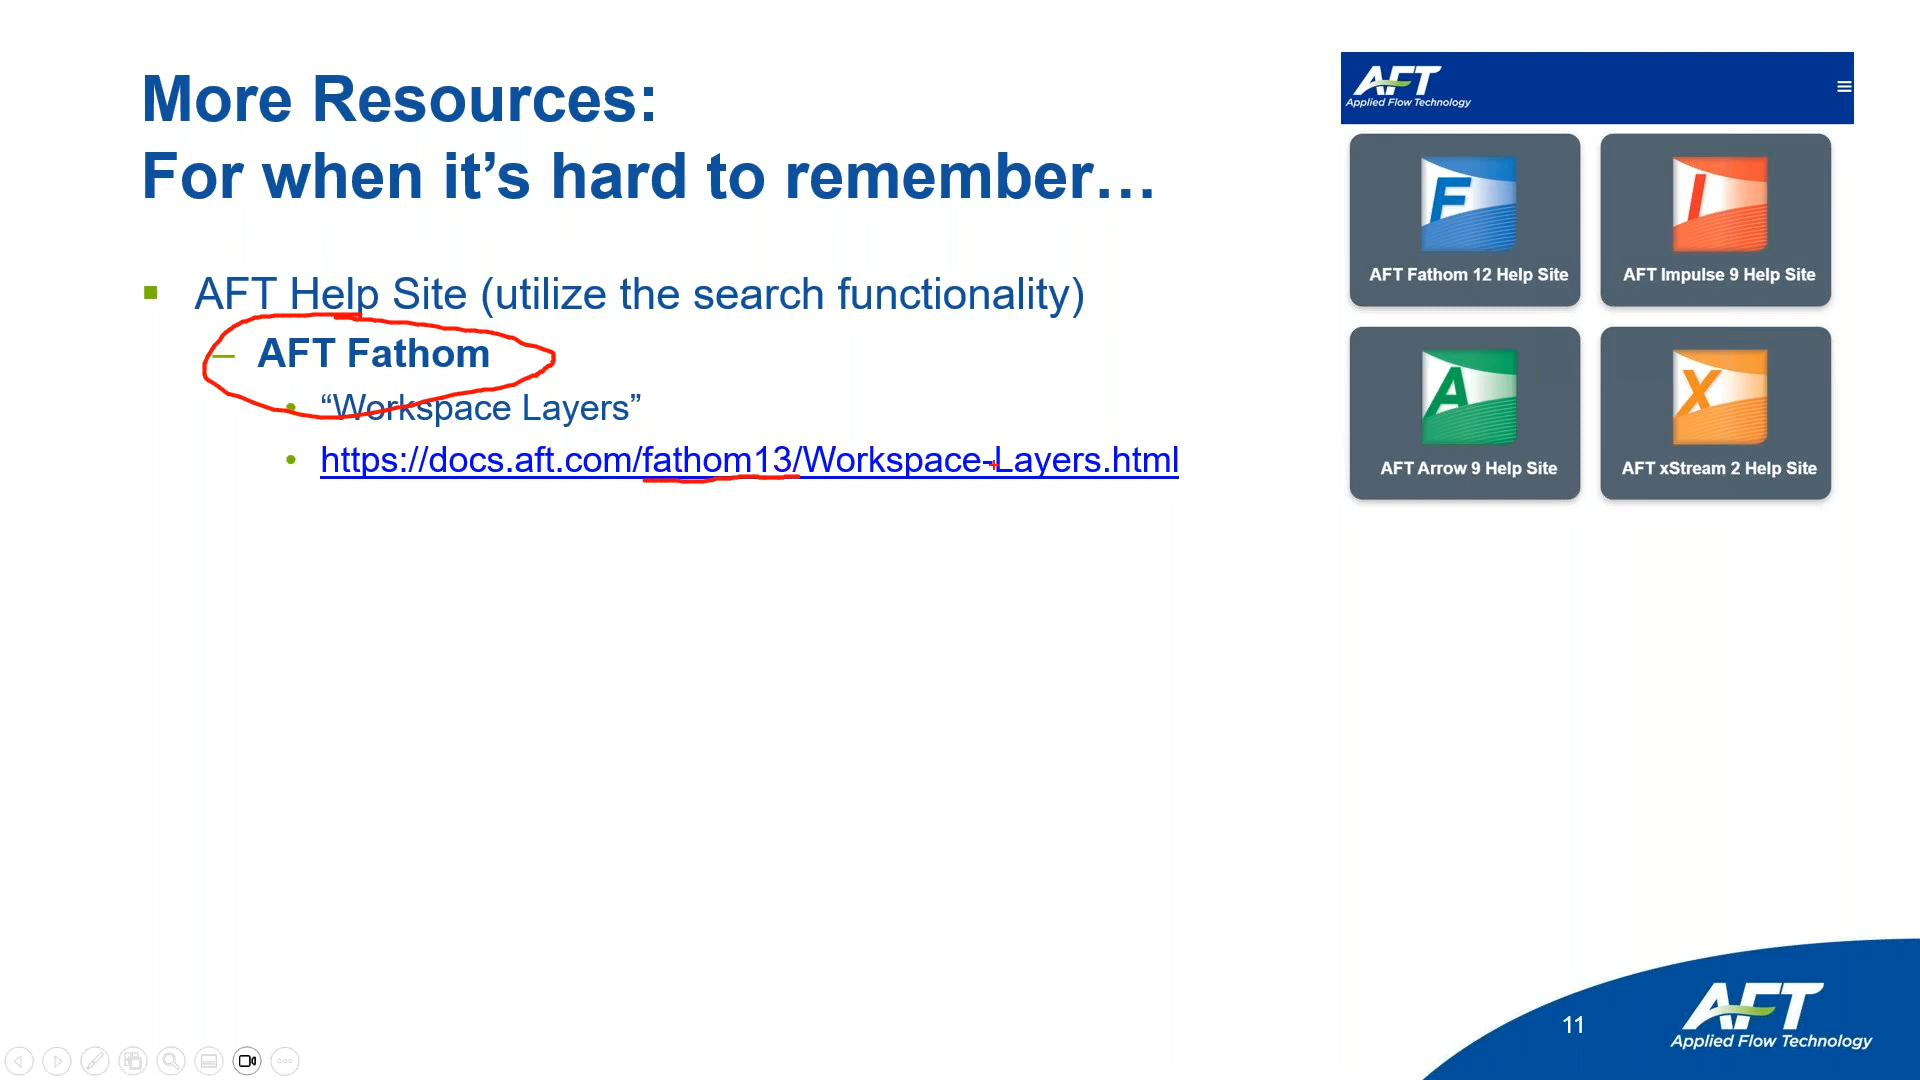 More Resources:
For when it’s hard to remember…
AFT Help Site (utilize the search functionality)
– AFT Fathom
• “Workspace Layers”
• https://docs.aft.com/fathom13/Workspace-Layers.html
AFT
Applied Flow Technology
F
AFT Fathom 12 Help Site
I
AFT Impulse 9 Help Site
A
AFT Arrow 9 Help Site
X
AFT xStream 2 Help Site
11
AFT
Applied Flow Technology